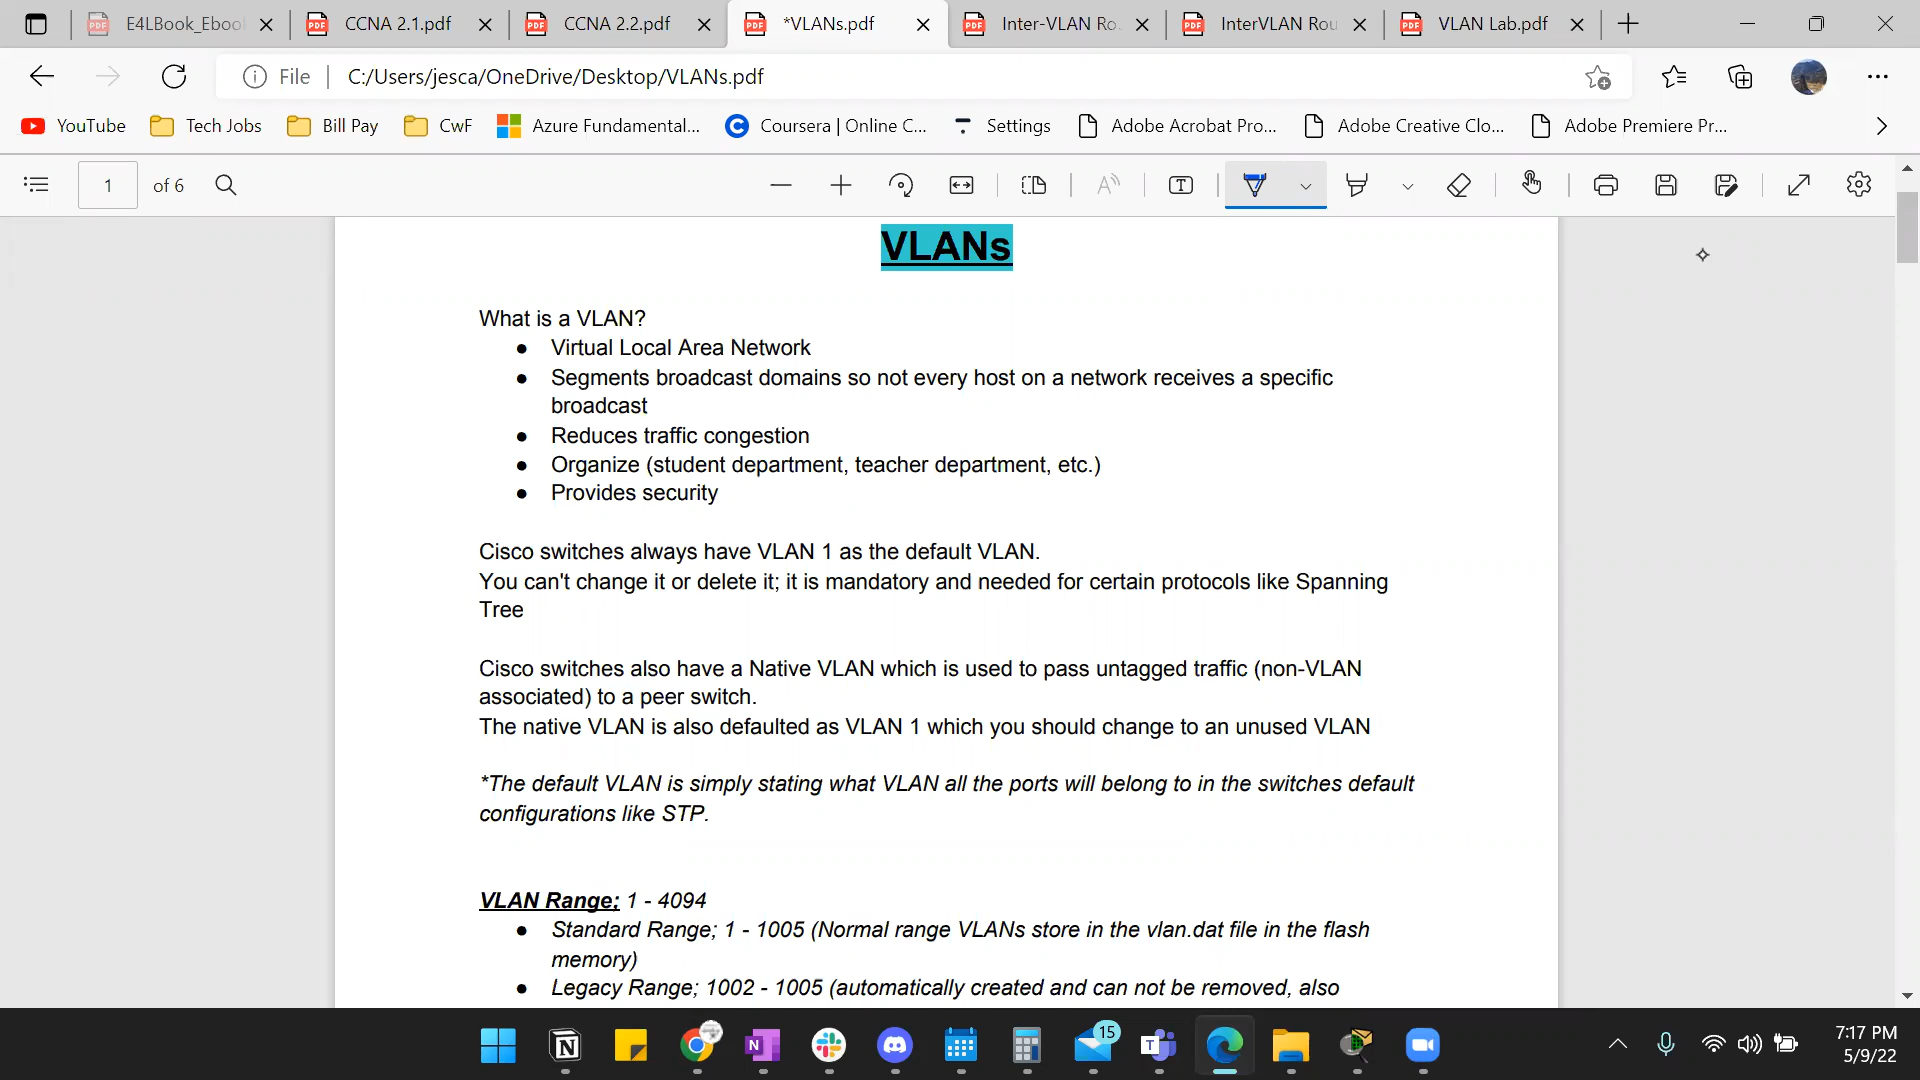 E4LBook_Eboo
CCNA 2.1.pdf
CCNA 2.2.pdf
*VLANs.pdf
Inter-VLAN Ro
InterVLAN Rou
VLAN Lab.pdf
File
C:/Users/jesca/OneDrive/Desktop/VLANs.pdf
YouTube
Tech Jobs
Bill Pay
CwF
Azure Fundamental...
Coursera | Online C...
Settings
Adobe Acrobat Pro...
Adobe Creative Clo...
Adobe Premiere Pr...
1 of 6
VLANs
What is a VLAN?
● Virtual Local Area Network
● Segments broadcast domains so not every host on a network receives a specific
broadcast
● Reduces traffic congestion
● Organize (student department, teacher department, etc.)
● Provides security
Cisco switches always have VLAN 1 as the default VLAN.
You can't change it or delete it; it is mandatory and needed for certain protocols like Spanning
Tree
Cisco switches also have a Native VLAN which is used to pass untagged traffic (non-VLAN
associated) to a peer switch.
The native VLAN is also defaulted as VLAN 1 which you should change to an unused VLAN
*The default VLAN is simply stating what VLAN all the ports will belong to in the switches default
configurations like STP.
VLAN Range; 1 - 4094
● Standard Range; 1 - 1005 (Normal range VLANs store in the vlan.dat file in the flash
memory)
● Legacy Range; 1002 - 1005 (automatically created and can not be removed, also
15
7:17 PM
5/9/22